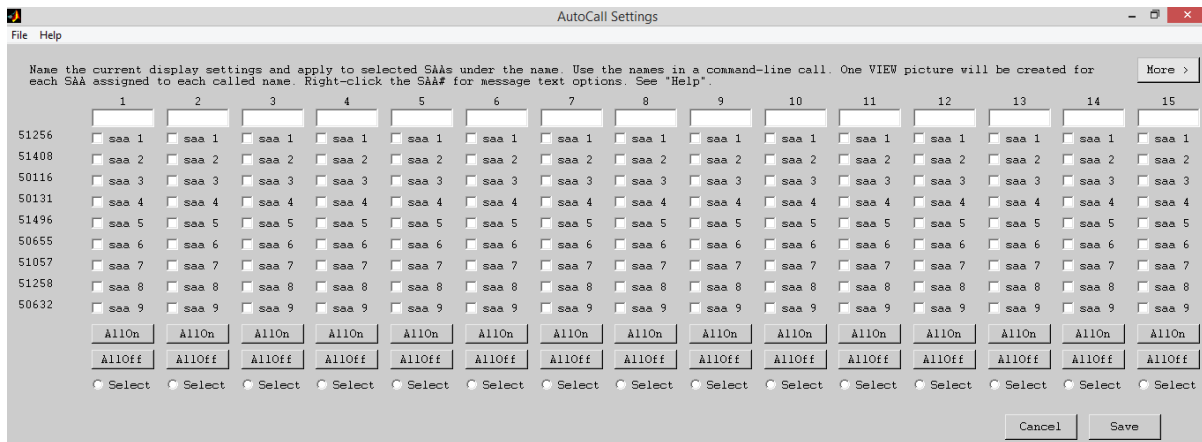 AutoCall Settings
File Help
Name the current display settings and apply to selected SAAs under the name. Use the names in a command-line call. One VIEW picture will be created for
each SAA assigned to each called name. Right-click the SAA# for message text options. See "Help".
More >
1 2 3 4 5 6 7 8 9 10 11 12 13 14 15
51256 saa 1 saa 1 saa 1 saa 1 saa 1 saa 1 saa 1 saa 1 saa 1 saa 1 saa 1 saa 1 saa 1 saa 1 saa 1
51408 saa 2 saa 2 saa 2 saa 2 saa 2 saa 2 saa 2 saa 2 saa 2 saa 2 saa 2 saa 2 saa 2 saa 2 saa 2
50116 saa 3 saa 3 saa 3 saa 3 saa 3 saa 3 saa 3 saa 3 saa 3 saa 3 saa 3 saa 3 saa 3 saa 3 saa 3
50131 saa 4 saa 4 saa 4 saa 4 saa 4 saa 4 saa 4 saa 4 saa 4 saa 4 saa 4 saa 4 saa 4 saa 4 saa 4
51496 saa 5 saa 5 saa 5 saa 5 saa 5 saa 5 saa 5 saa 5 saa 5 saa 5 saa 5 saa 5 saa 5 saa 5 saa 5
50655 saa 6 saa 6 saa 6 saa 6 saa 6 saa 6 saa 6 saa 6 saa 6 saa 6 saa 6 saa 6 saa 6 saa 6 saa 6
51057 saa 7 saa 7 saa 7 saa 7 saa 7 saa 7 saa 7 saa 7 saa 7 saa 7 saa 7 saa 7 saa 7 saa 7 saa 7
51258 saa 8 saa 8 saa 8 saa 8 saa 8 saa 8 saa 8 saa 8 saa 8 saa 8 saa 8 saa 8 saa 8 saa 8 saa 8
50632 saa 9 saa 9 saa 9 saa 9 saa 9 saa 9 saa 9 saa 9 saa 9 saa 9 saa 9 saa 9 saa 9 saa 9 saa 9
AllOn AllOn AllOn AllOn AllOn AllOn AllOn AllOn AllOn AllOn AllOn AllOn AllOn AllOn AllOn
AllOff AllOff AllOff AllOff AllOff AllOff AllOff AllOff AllOff AllOff AllOff AllOff AllOff AllOff AllOff
Select Select Select Select Select Select Select Select Select Select Select Select Select Select Select
Cancel Save